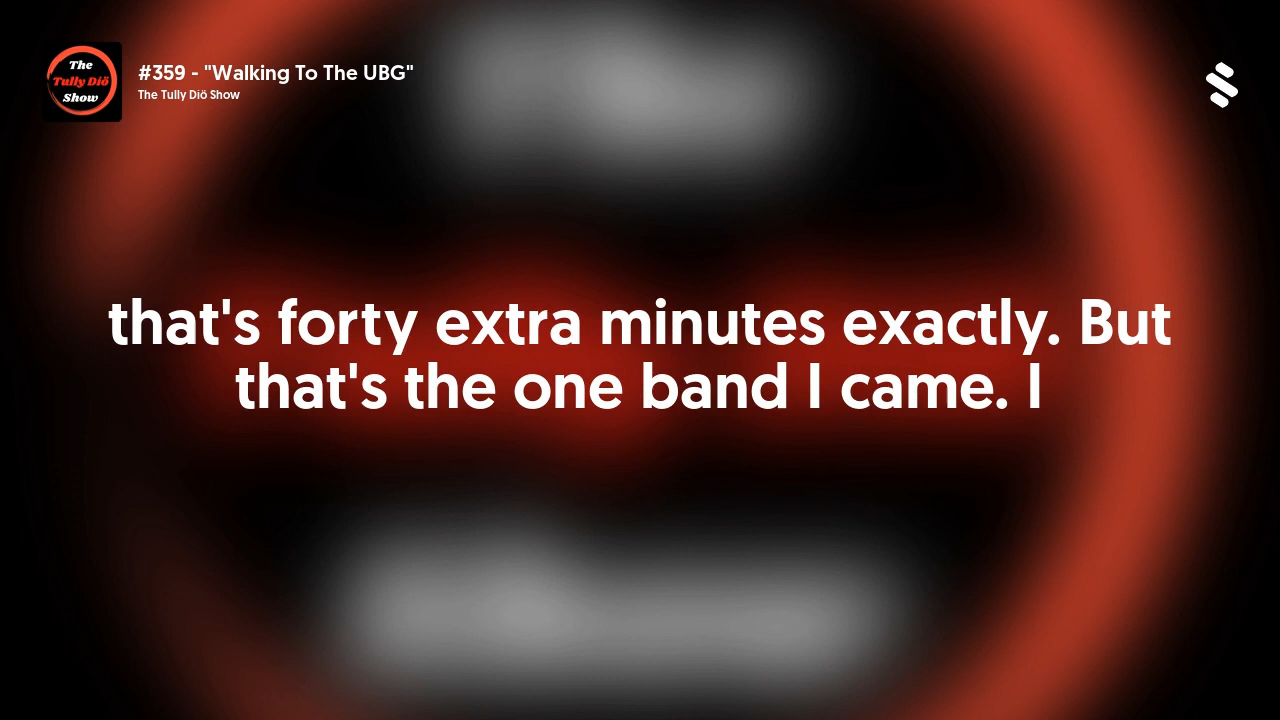 The
Tully Diö
Show
#359 - "Walking To The UBG"
The Tully Diö Show
that's forty extra minutes exactly. But
that's the one band I came. I